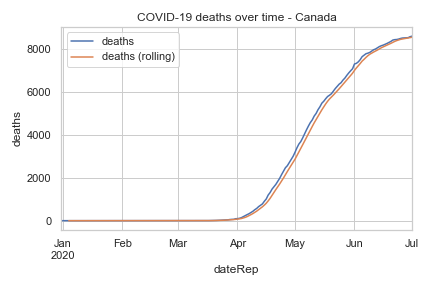 COVID-19 deaths over time - Canada
deaths
deaths (rolling)
deaths
8000
6000
4000
2000
0
Jan Feb Mar Apr May Jun Jul
2020
dateRep